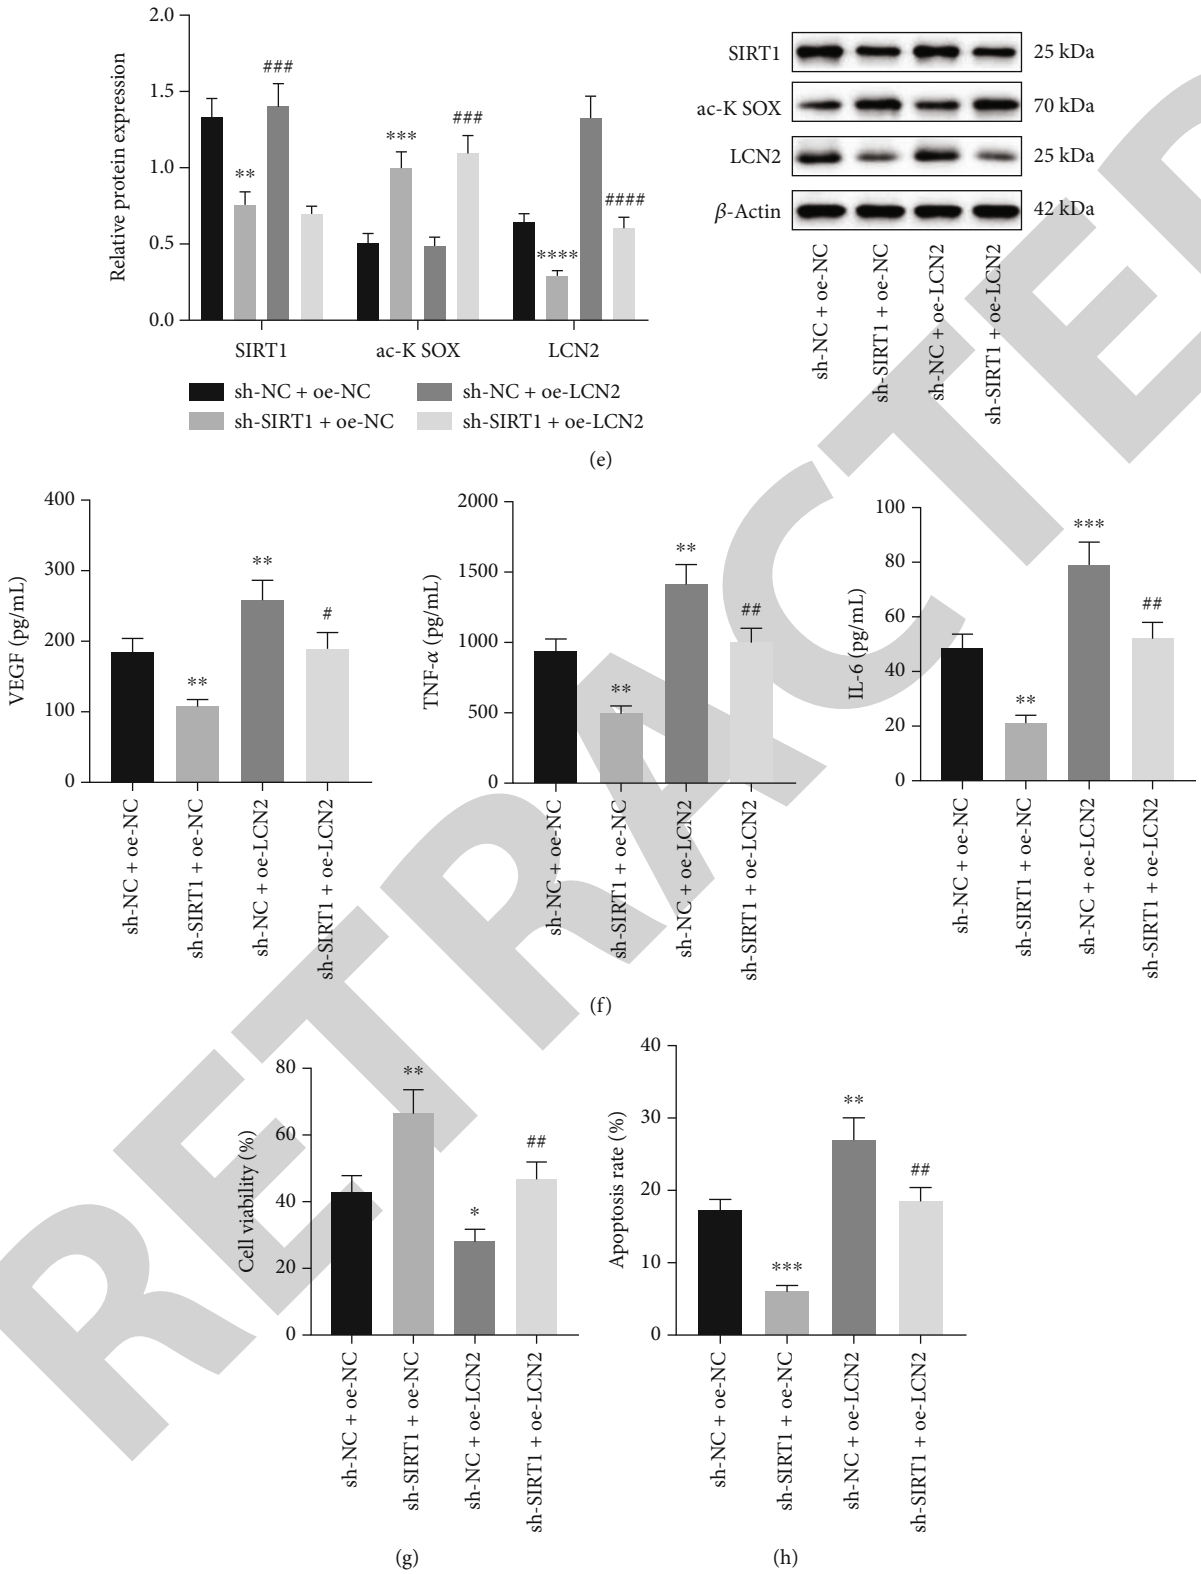 2.0
1.5
1.0
0.5
0.0
Relative protein expression
**
###
***
###
****
####
SIRT1
ac-K SOX
LCN2
sh-NC + oe-NC
sh-SIRT1 + oe-NC
sh-NC + oe-LCN2
sh-SIRT1 + oe-LCN2
SIRT1 25 kDa
ac-K SOX 70 kDa
LCN2 25 kDa
β-Actin 42 kDa
sh-NC + oe-NC
sh-SIRT1 + oe-NC
sh-NC + oe-LCN2
sh-SIRT1 + oe-LCN2
(e)
400
300
200
100
0
VEGF (pg/mL)
**
**
#
sh-NC + oe-NC
sh-SIRT1 + oe-NC
sh-NC + oe-LCN2
sh-SIRT1 + oe-LCN2
2000
1500
1000
500
0
TNF-α (pg/mL)
**
**
##
sh-NC + oe-NC
sh-SIRT1 + oe-NC
sh-NC + oe-LCN2
sh-SIRT1 + oe-LCN2
100
80
60
40
20
0
IL-6 (pg/mL)
**
***
##
sh-NC + oe-NC
sh-SIRT1 + oe-NC
sh-NC + oe-LCN2
sh-SIRT1 + oe-LCN2
(f)
80
60
40
20
0
Cell viability (%)
**
*
##
sh-NC + oe-NC
sh-SIRT1 + oe-NC
sh-NC + oe-LCN2
sh-SIRT1 + oe-LCN2
(g)
40
30
20
10
0
Apoptosis rate (%)
***
**
##
sh-NC + oe-NC
sh-SIRT1 + oe-NC
sh-NC + oe-LCN2
sh-SIRT1 + oe-LCN2
(h)
RETRACTED